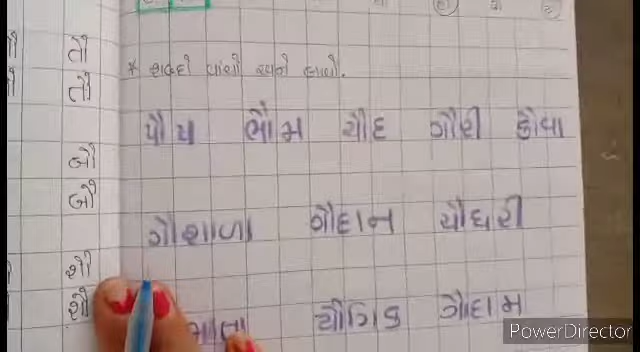 તૌ
તૌ
* શબ્દો વાંચો અને લખો.
પૌષ ભૌમ ચૌદ ગૌરી કૌવા
બૌ
બૌ
ગૌશાળા ગૌદાન ચૌધરી
શૌ
શૌ
યૌગિક ગૌદામ
PowerDirector